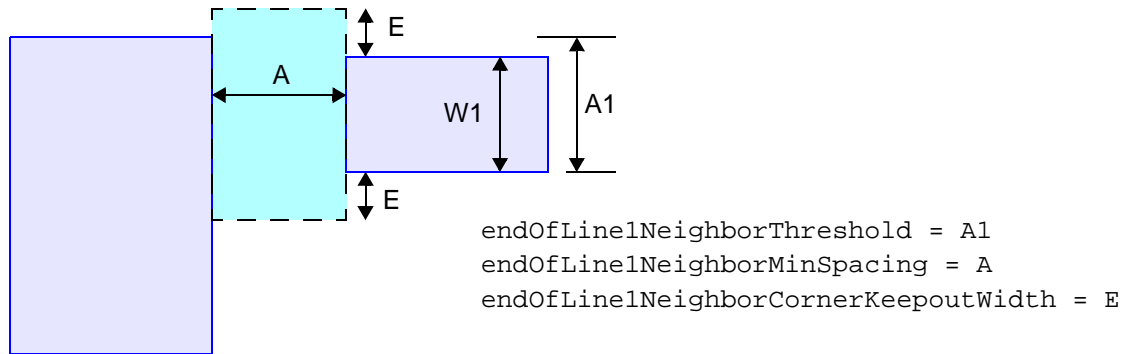 E
A
W1
A1
E
endOfLine1NeighborThreshold = A1
endOfLine1NeighborMinSpacing = A
endOfLine1NeighborCornerKeepoutWidth = E